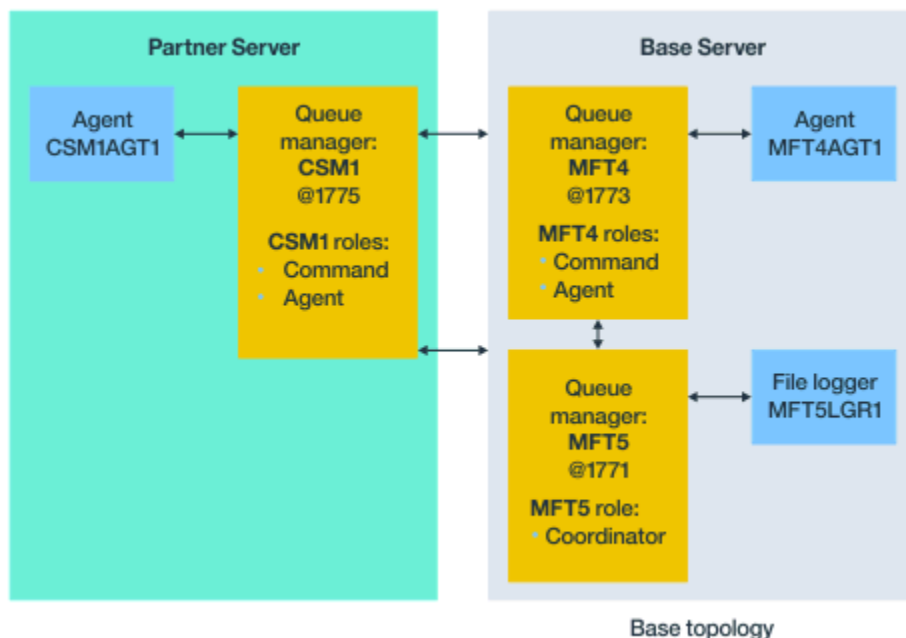 Partner Server
Agent
CSM1AGT1
Queue
manager:
CSM1
@1775
CSM1 roles:
• Command
• Agent
Base Server
Queue
manager:
MFT4
@1773
MFT4 roles:
• Command
• Agent
Agent
MFT4AGT1
Queue
manager:
MFT5
@1771
MFT5 role:
• Coordinator
File logger
MFT5LGR1
Base topology